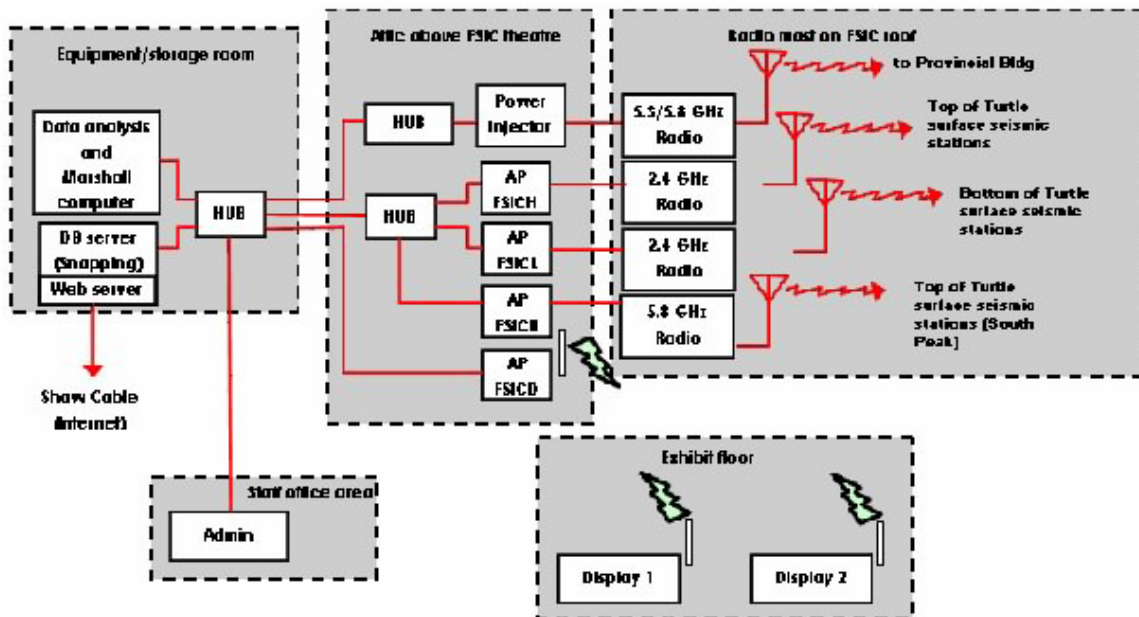 Equipment/storage room
Data analysis
and
Marshall
computer
DB server
(Snapping)
Web server
HUB
Shaw Cable
(Internet)
Staff office area
Admin
Attic above FSIC theatre
HUB
Power
Injector
HUB
AP
FSICH
AP
FSICL
AP
AP
FSICD
Radio mast on FSIC roof
5.3/5.8 GHz
Radio
2.4 GHz
Radio
2.4 GHz
Radio
5.8 GHz
Radio
to Provincial Bldg
Top of Turtle
surface seismic
stations
Bottom of Turtle
surface seismic
stations
Top of Turtle
surface seismic
stations (South
Peak)
Exhibit floor
Display 1
Display 2